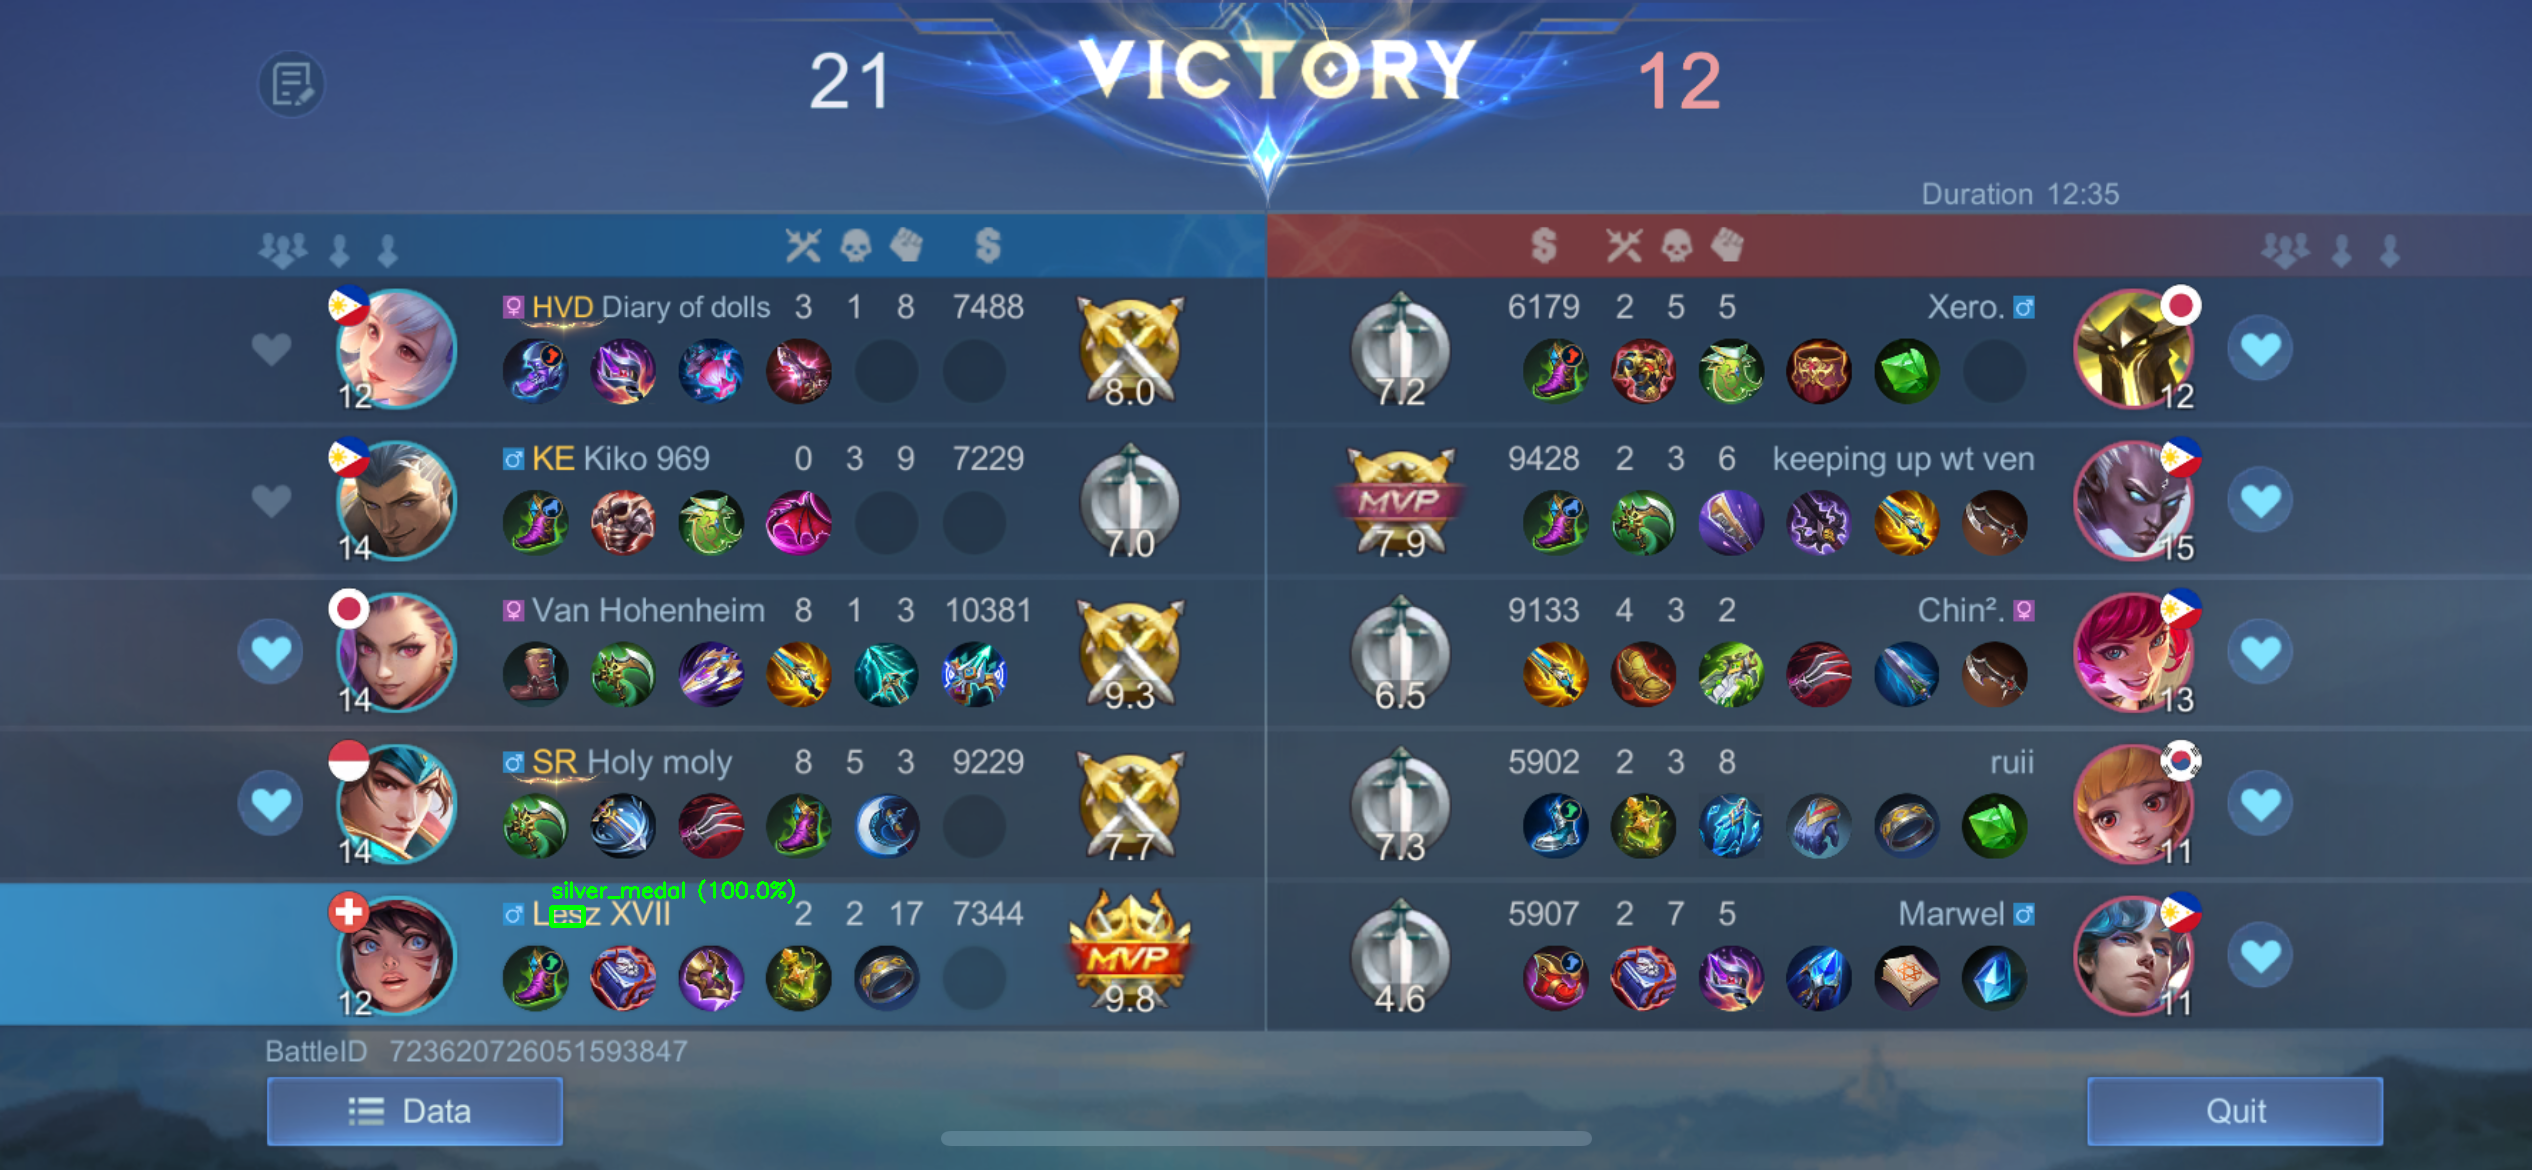 21 VICTORY 12
Duration 12:35
HVD Diary of dolls 3 1 8 7488
12 8.0
7.2 6179 2 5 5 Xero.
12
KE Kiko 969 0 3 9 7229
14 7.0
MVP 7.9 9428 2 3 6 keeping up wt ven
15
Van Hohenheim 8 1 3 10381
14 9.3
6.5 9133 4 3 2 Chin².
13
SR Holy moly 8 5 3 9229
14 7.7
7.3 5902 2 3 8 ruii
11
silver_medal (100.0%)
Lesz XVII 2 2 17 7344
12 MVP 9.8
4.6 5907 2 7 5 Marwel
11
BattleID 723620726051593847
Data
Quit